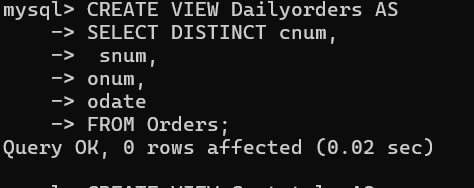 mysql> CREATE VIEW Dailyorders AS
    -> SELECT DISTINCT cnum,
    ->  snum,
    -> onum,
    -> odate
    -> FROM Orders;
Query OK, 0 rows affected (0.02 sec)